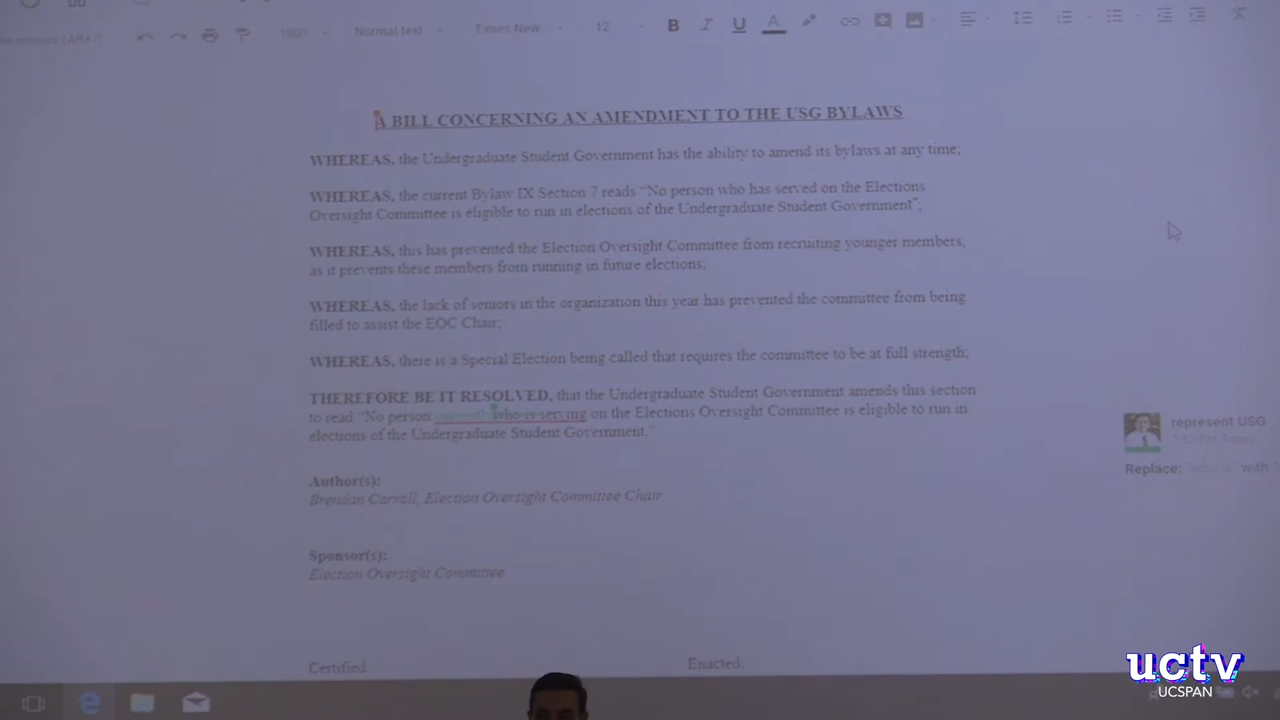 Normal text
Times New
12
B I U A
A BILL CONCERNING AN AMENDMENT TO THE USG BYLAWS
WHEREAS, the Undergraduate Student Government has the ability to amend its bylaws at any time;
WHEREAS, the current Bylaw IX Section 7 reads "No person who has served on the Elections
Oversight Committee is eligible to run in elections of the Undergraduate Student Government";
WHEREAS, this has prevented the Election Oversight Committee from recruiting younger members,
as it prevents these members from running in future elections;
WHEREAS, the lack of seniors in the organization this year has prevented the committee from being
filled to assist the EOC Chair;
WHEREAS, there is a Special Election being called that requires the committee to be at full strength;
THEREFORE BE IT RESOLVED, that the Undergraduate Student Government amends this section
to read "No person who is serving on the Elections Oversight Committee is eligible to run in
elections of the Undergraduate Student Government."
represent USG
7:52 PM Today
Replace: with
Author(s):
Brendan Carroll, Election Oversight Committee Chair
Sponsor(s):
Election Oversight Committee
Certified:
Enacted:
uctv
UCSPAN